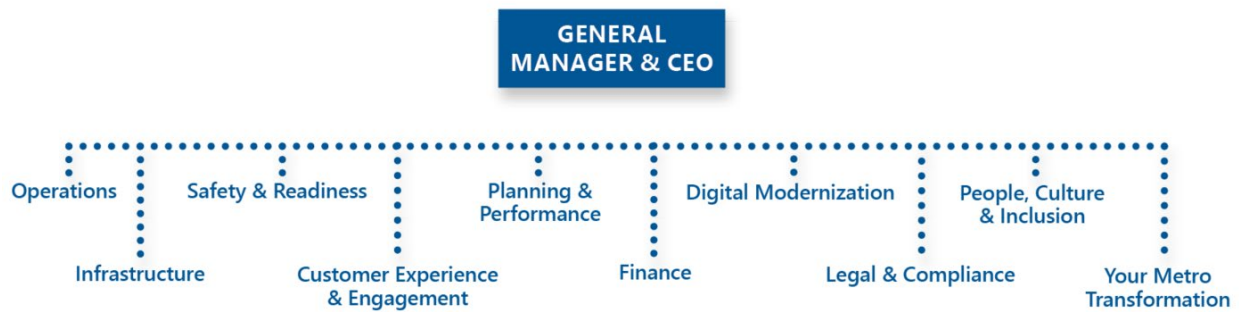 GENERAL
MANAGER & CEO
Operations
Safety & Readiness
Planning &
Performance
Digital Modernization
People, Culture
& Inclusion
Infrastructure
Customer Experience
& Engagement
Finance
Legal & Compliance
Your Metro
Transformation